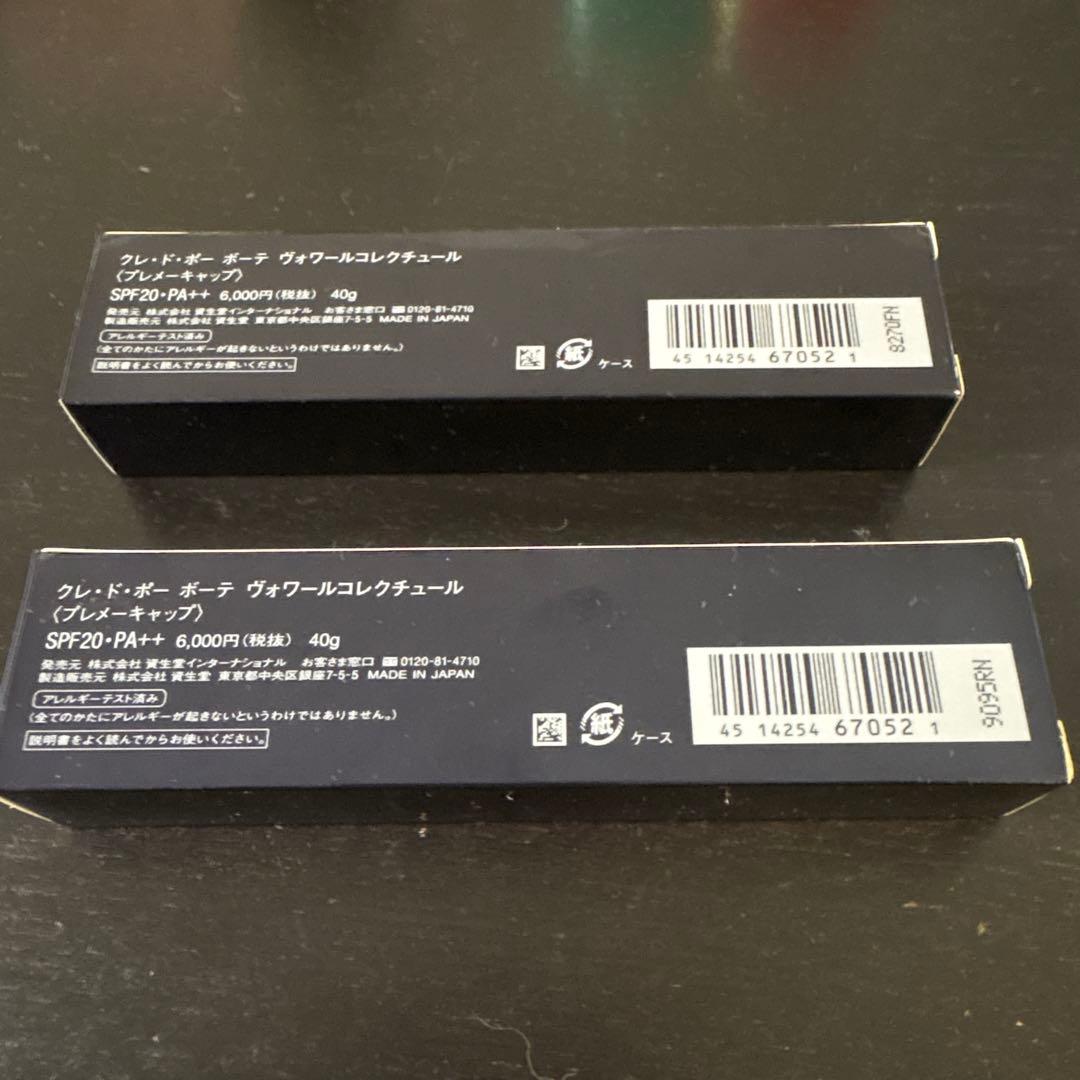 クレ・ド・ポー ボーテ ヴォワールコレクチュール
〈プレメーキャップ〉
SPF20・PA++ 6,000円(税抜) 40g
発売元 株式会社 資生堂インターナショナル お客さま窓口 0120-81-4710
製造販売元 株式会社 資生堂 東京都中央区銀座7-5-5 MADE IN JAPAN
アレルギーテスト済み
(全てのかたにアレルギーが起きないというわけではありません。)
説明書をよく読んでからお使いください。
紙 ケース
45 14254 67052 1
8270FN
クレ・ド・ポー ボーテ ヴォワールコレクチュール
〈プレメーキャップ〉
SPF20・PA++ 6,000円(税抜) 40g
発売元 株式会社 資生堂インターナショナル お客さま窓口 0120-81-4710
製造販売元 株式会社 資生堂 東京都中央区銀座7-5-5 MADE IN JAPAN
アレルギーテスト済み
(全てのかたにアレルギーが起きないというわけではありません。)
説明書をよく読んでからお使いください。
紙 ケース
45 14254 67052 1
9095RN